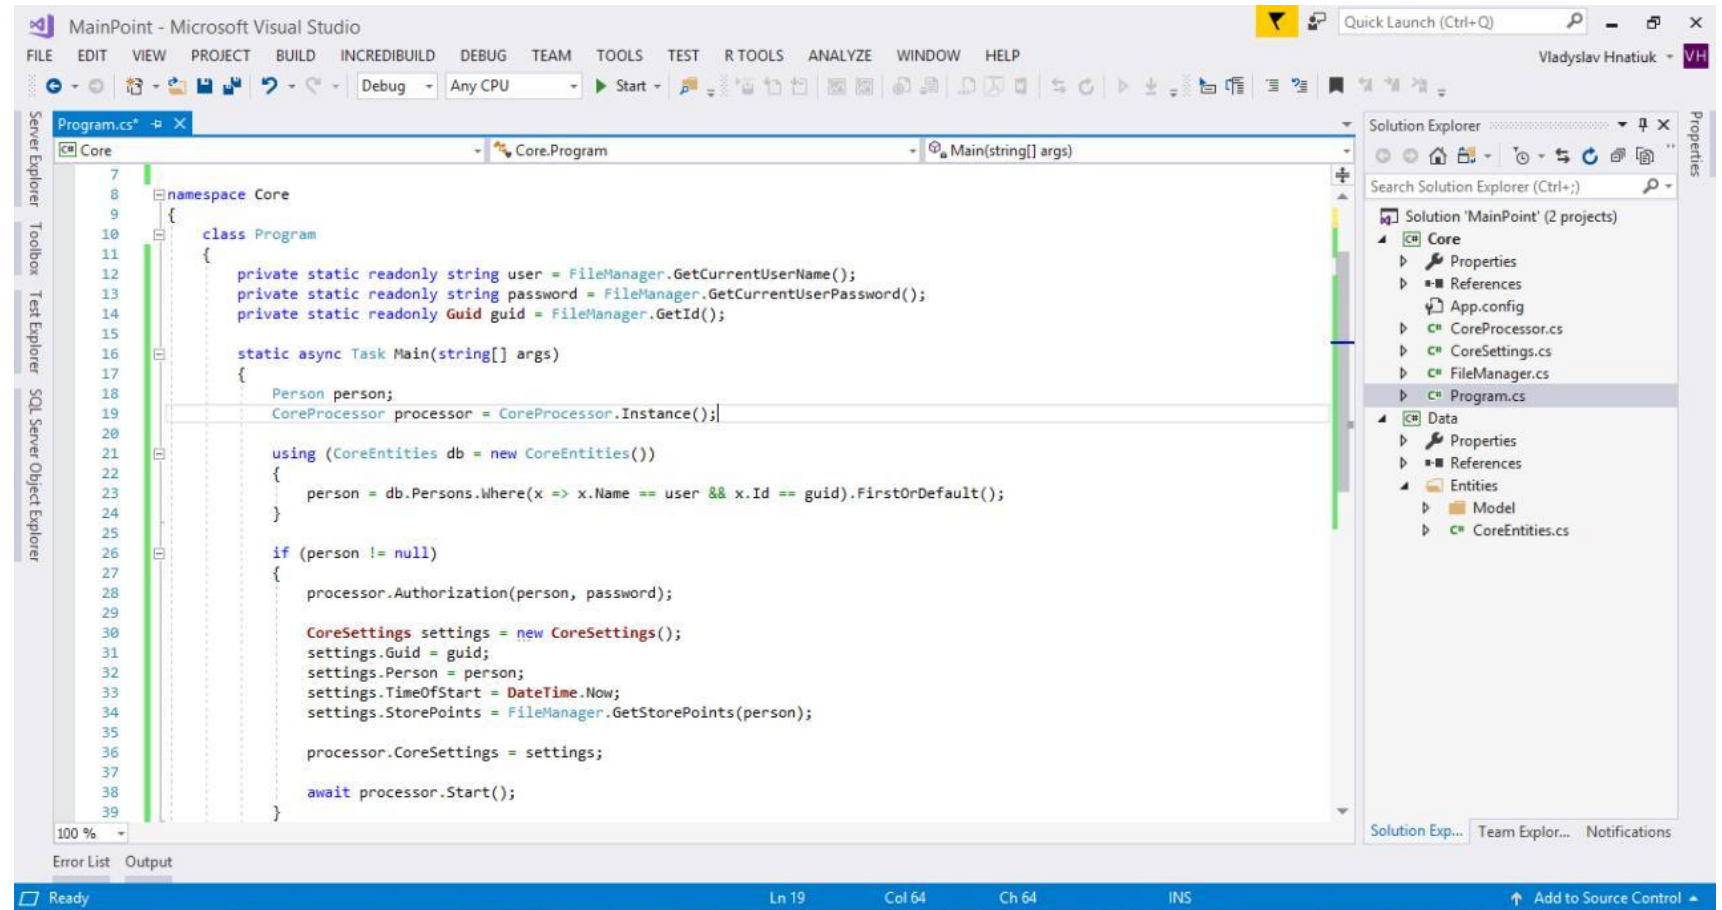 MainPoint - Microsoft Visual Studio
Quick Launch (Ctrl+Q)
FILE EDIT VIEW PROJECT BUILD INCREDIBUILD DEBUG TEAM TOOLS TEST R TOOLS ANALYZE WINDOW HELP
Vladyslav Hnatiuk VH
Debug Any CPU Start
Server Explorer
Toolbox
Test Explorer
SQL Server Object Explorer
Program.cs*
Core Core.Program Main(string[] args)
7
8 namespace Core
9 {
10 class Program
11 {
12 private static readonly string user = FileManager.GetCurrentUserName();
13 private static readonly string password = FileManager.GetCurrentUserPassword();
14 private static readonly Guid guid = FileManager.GetId();
15
16 static async Task Main(string[] args)
17 {
18 Person person;
19 CoreProcessor processor = CoreProcessor.Instance();
20
21 using (CoreEntities db = new CoreEntities())
22 {
23 person = db.Persons.Where(x => x.Name == user && x.Id == guid).FirstOrDefault();
24 }
25
26 if (person != null)
27 {
28 processor.Authorization(person, password);
29
30 CoreSettings settings = new CoreSettings();
31 settings.Guid = guid;
32 settings.Person = person;
33 settings.TimeOfStart = DateTime.Now;
34 settings.StorePoints = FileManager.GetStorePoints(person);
35
36 processor.CoreSettings = settings;
37
38 await processor.Start();
39 }
100 %
Error List Output
Solution Explorer
Search Solution Explorer (Ctrl+;)
Solution 'MainPoint' (2 projects)
C# Core
Properties
References
App.config
C# CoreProcessor.cs
C# CoreSettings.cs
C# FileManager.cs
C# Program.cs
C# Data
Properties
References
Entities
Model
C# CoreEntities.cs
Solution Exp... Team Explor... Notifications
Properties
Ready Ln 19 Col 64 Ch 64 INS Add to Source Control